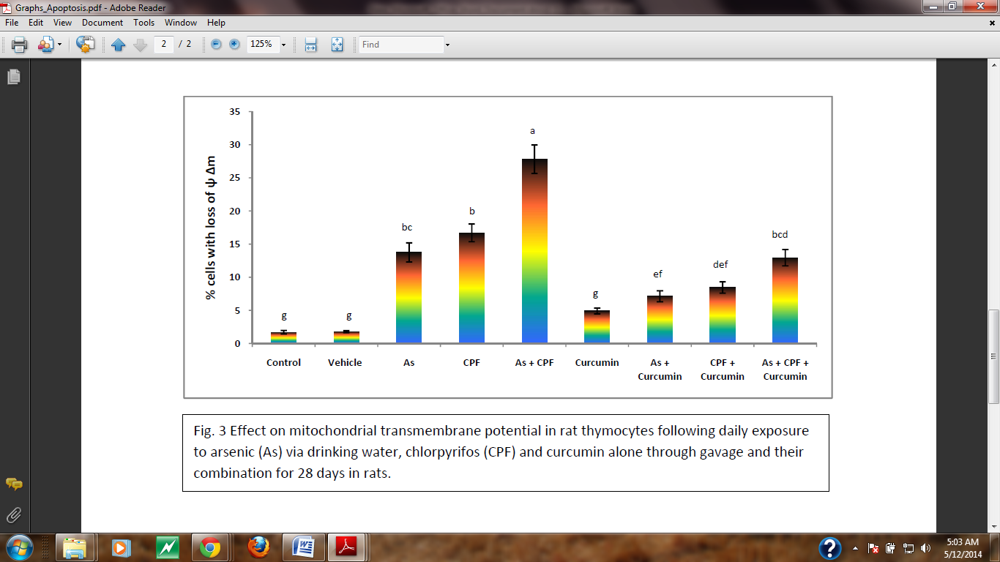 Graphs_Apoptosis.pdf - Adobe Reader
File Edit View Document Tools Window Help
2 / 2 125% Find
35
30
25
20
15
10
5
0
% cells with loss of ψ Δm
a
b
bc
bcd
def
ef
g
g g
Control Vehicle As CPF As + CPF Curcumin As + CPF + As + CPF +
Curcumin Curcumin Curcumin
Fig. 3 Effect on mitochondrial transmembrane potential in rat thymocytes following daily exposure
to arsenic (As) via drinking water, chlorpyrifos (CPF) and curcumin alone through gavage and their
combination for 28 days in rats.
5:03 AM
5/12/2014